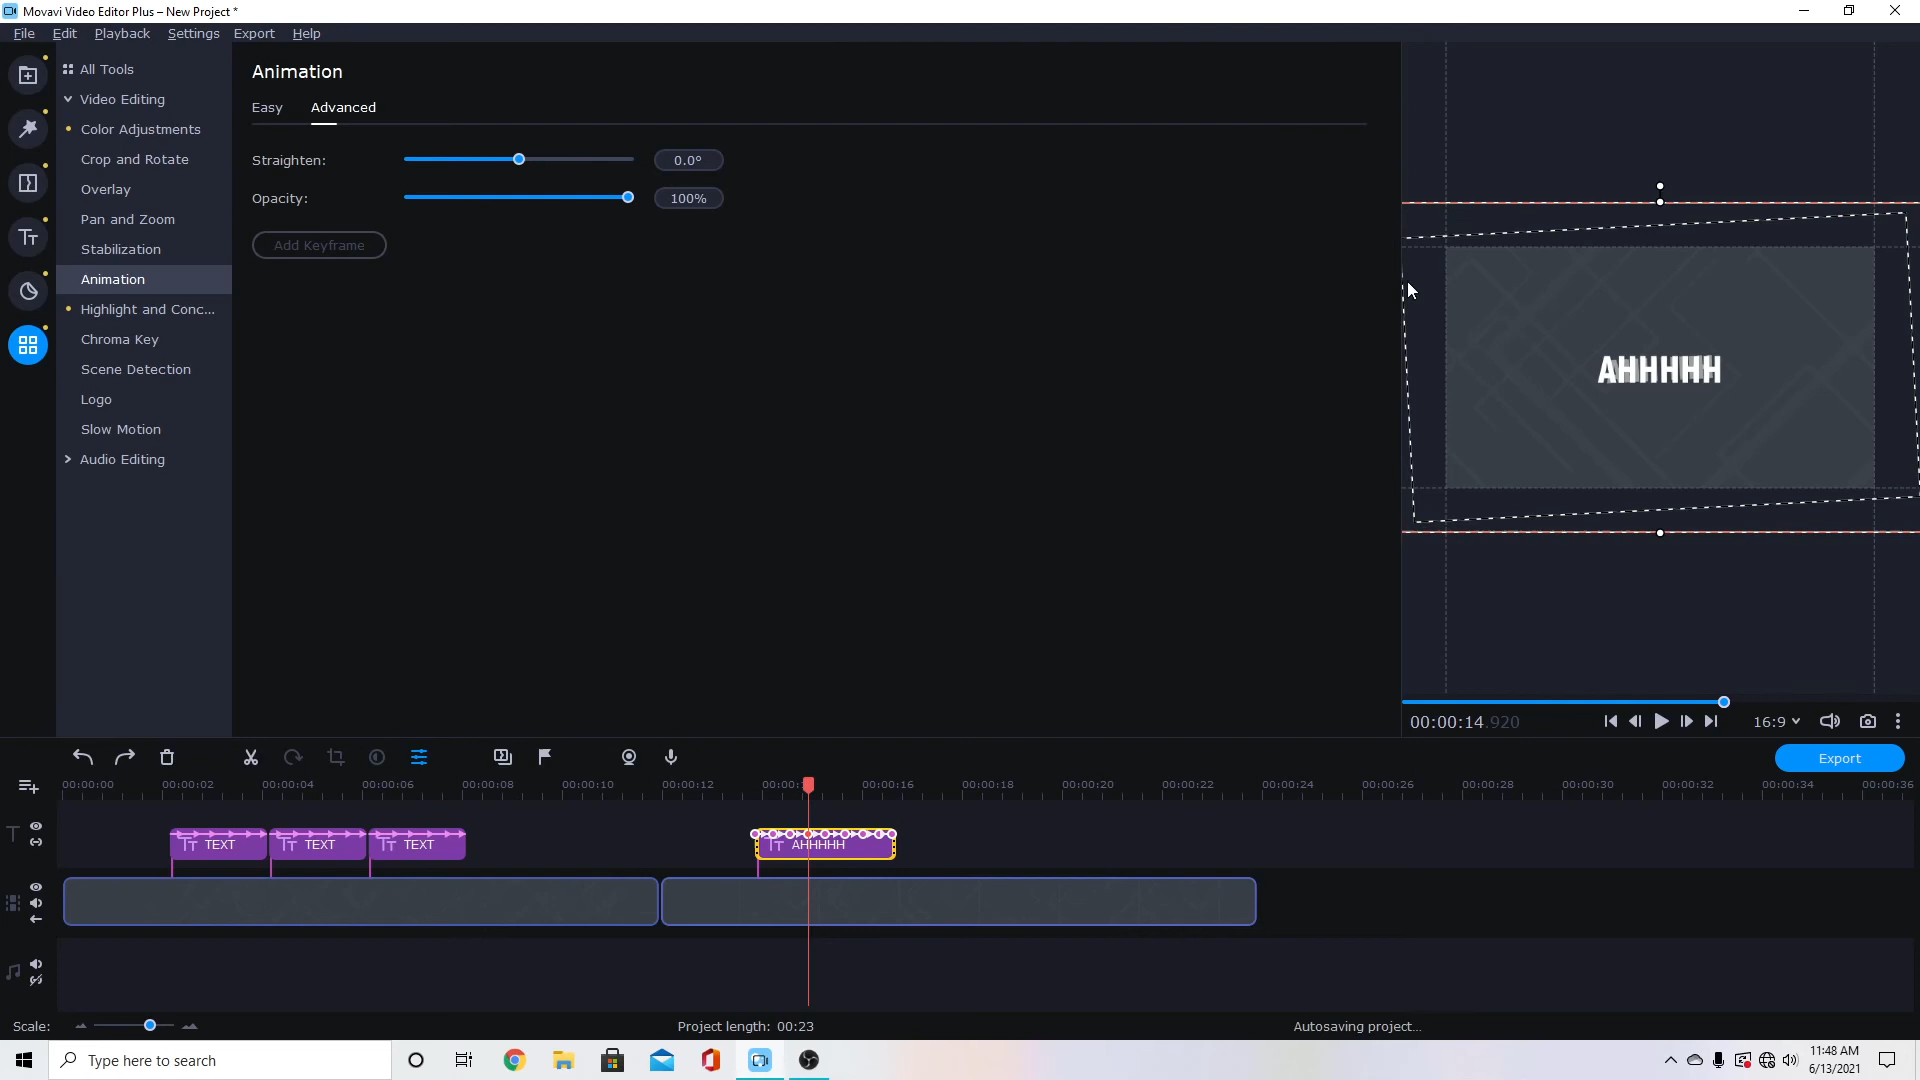 Movavi Video Editor Plus – New Project *
File Edit Playback Settings Export Help
All Tools
Video Editing
Color Adjustments
Crop and Rotate
Overlay
Pan and Zoom
Stabilization
Animation
Highlight and Conc...
Chroma Key
Scene Detection
Logo
Slow Motion
Audio Editing
Animation
Easy Advanced
Straighten: 0.0°
Opacity: 100%
Add Keyframe
AHHHHH
00:00:14.920
16:9
Export
00:00:00 00:00:02 00:00:04 00:00:06 00:00:08 00:00:10 00:00:12 00:00:1 00:00:16 00:00:18 00:00:20 00:00:22 00:00:24 00:00:26 00:00:28 00:00:30 00:00:32 00:00:34 00:00:36
TEXT TEXT TEXT AHHHHH
Scale:
Project length: 00:23
Autosaving project...
Type here to search
11:48 AM
6/13/2021